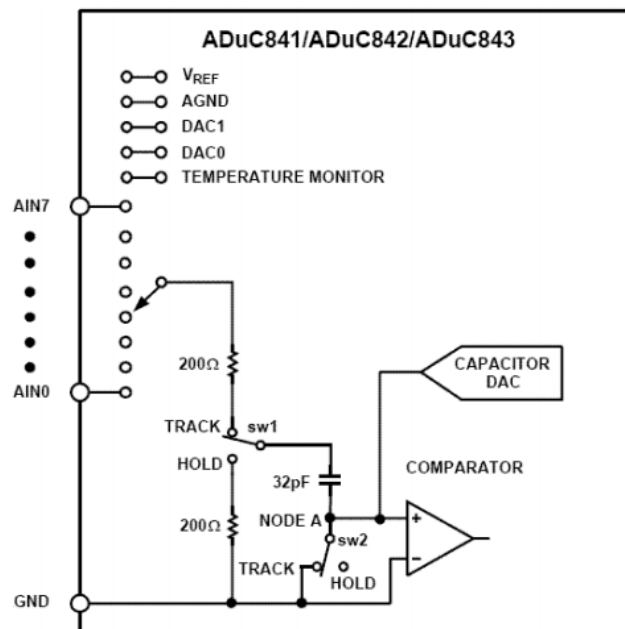 ADuC841/ADuC842/ADuC843
VREF
AGND
DAC1
DAC0
TEMPERATURE MONITOR
AIN7
AIN0
200Ω
CAPACITOR
DAC
TRACK
sw1
HOLD
COMPARATOR
32pF
200Ω
NODE A
+
−
sw2
TRACK
HOLD
GND